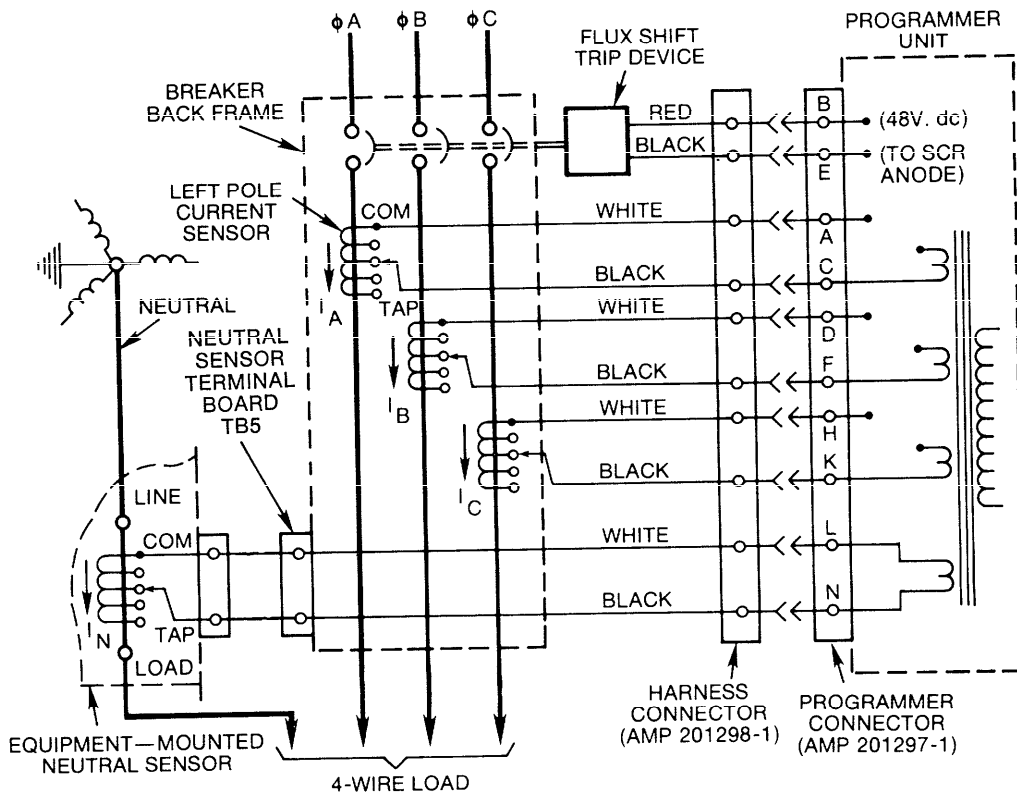 ϕA ϕB ϕC
PROGRAMMER
UNIT
FLUX SHIFT
TRIP DEVICE
BREAKER
BACK FRAME
RED
B
(48V. dc)
BLACK
E
(TO SCR
ANODE)
LEFT POLE
CURRENT
SENSOR
COM
WHITE
A
I A
TAP
BLACK
C
NEUTRAL
WHITE
D
NEUTRAL
SENSOR
TERMINAL
BOARD
TB5
I B
BLACK
F
WHITE
H
I C
BLACK
K
LINE
COM
WHITE
L
I N
TAP
BLACK
N
LOAD
EQUIPMENT—MOUNTED
NEUTRAL SENSOR
4-WIRE LOAD
HARNESS
CONNECTOR
(AMP 201298-1)
PROGRAMMER
CONNECTOR
(AMP 201297-1)